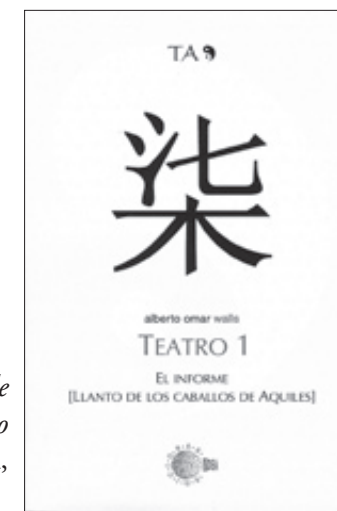 TA
柒
alberto omar walls
TEATRO 1
EL INFORME
[LLANTO DE LOS CABALLOS DE AQUILES]